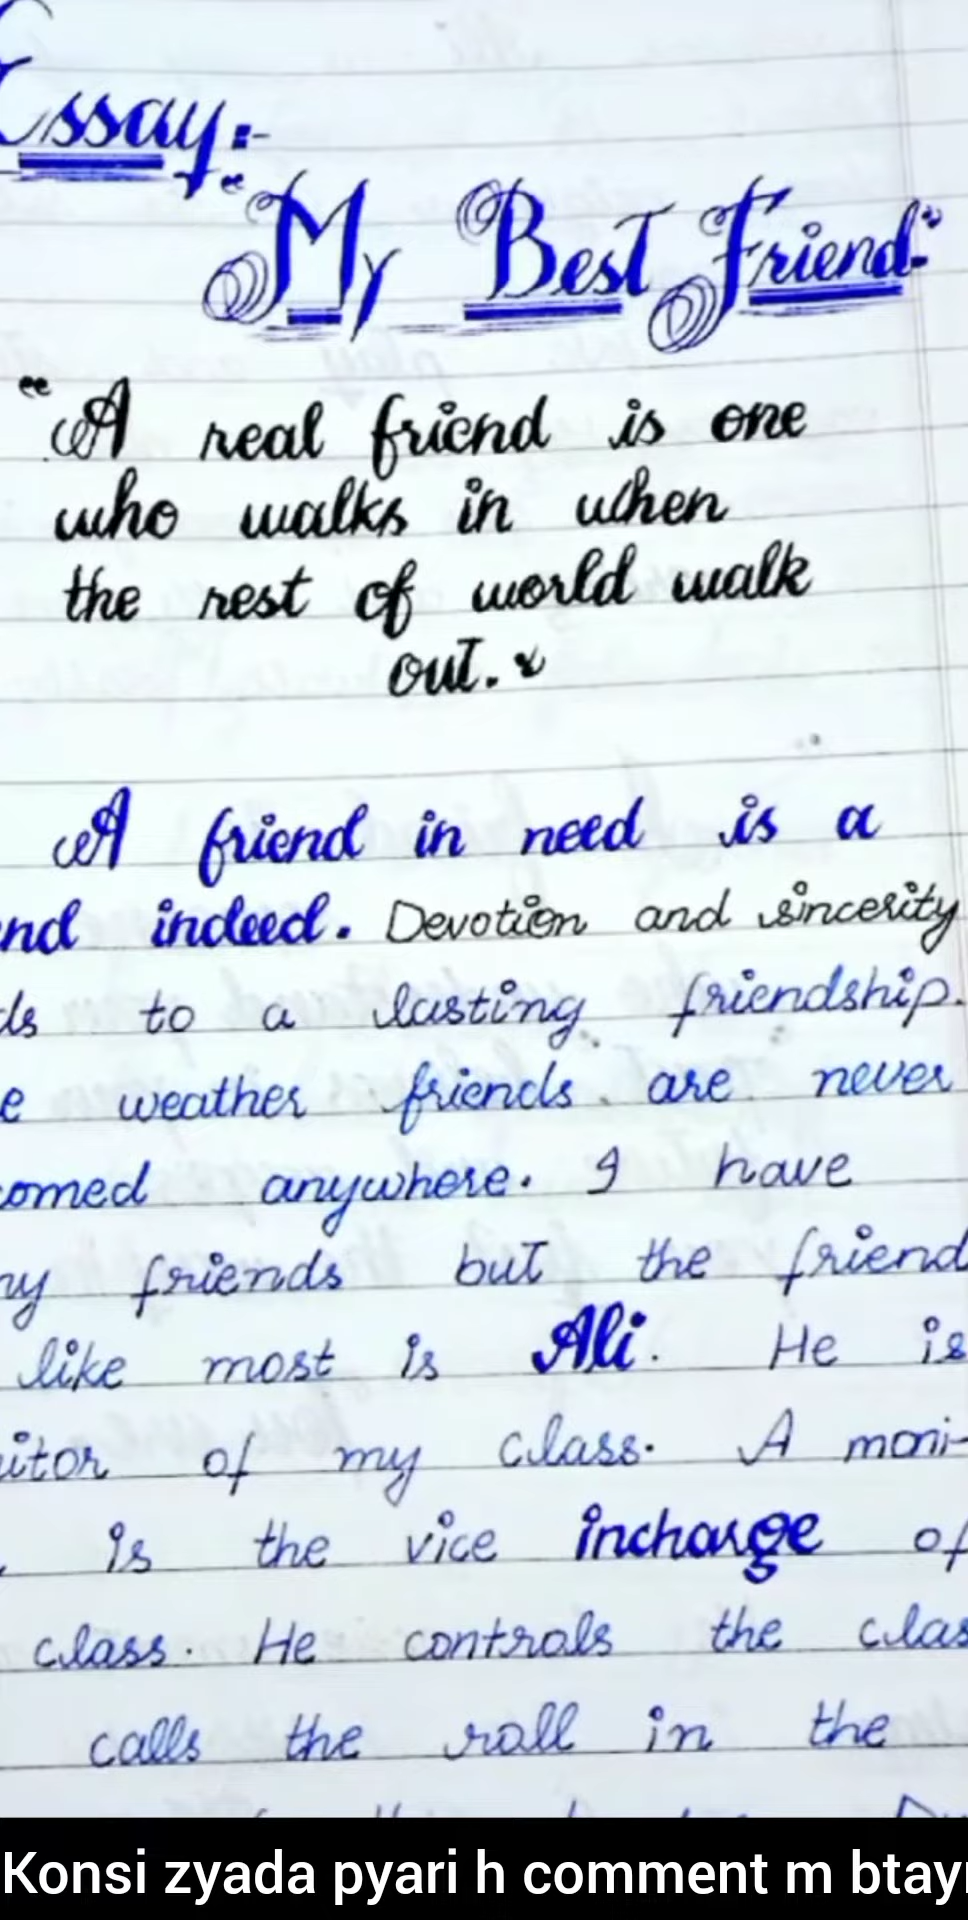 Essay:-
"My Best Friend"
"A real friend is one
who walks in when
the rest of world walk
out."
A friend in need is a
nd indeed. Devotion and sincerity
ds to a lasting friendship.
e weather friends are never
comed anywhere. I have
ny friends but the friend
like most is Ali. He is
itor of my class. A moni-
is the vice incharge of
class. He controls the clas
calls the roll in the
Konsi zyada pyari h comment m btay